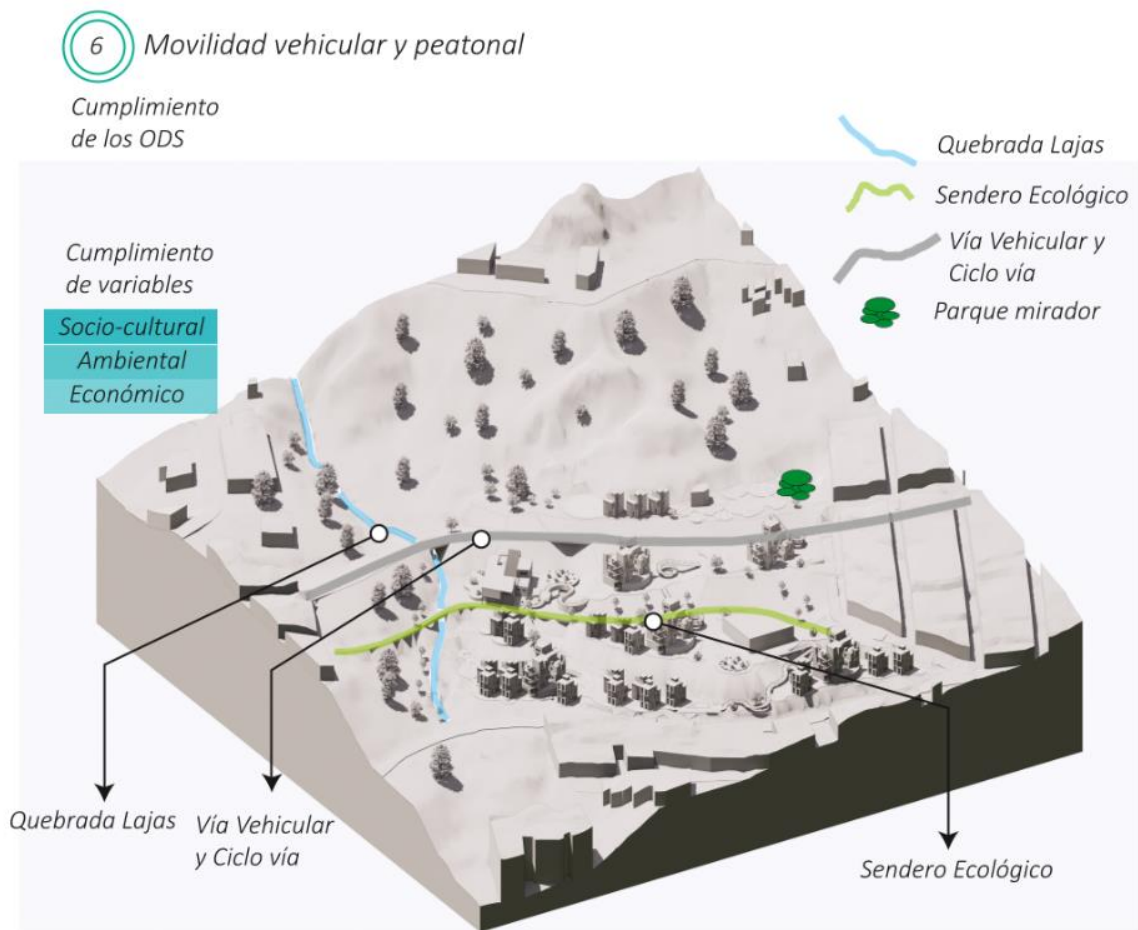 6
Movilidad vehicular y peatonal
Cumplimiento
de los ODS
Quebrada Lajas
Sendero Ecológico
Vía Vehicular y
Ciclo vía
Parque mirador
Cumplimiento
de variables
Socio-cultural
Ambiental
Económico
Quebrada Lajas
Vía Vehicular
y Ciclo vía
Sendero Ecológico